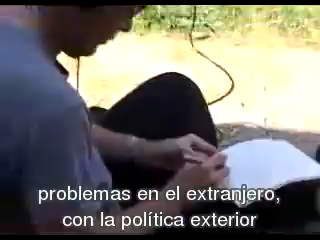 problemas en el extranjero,
con la política exterior